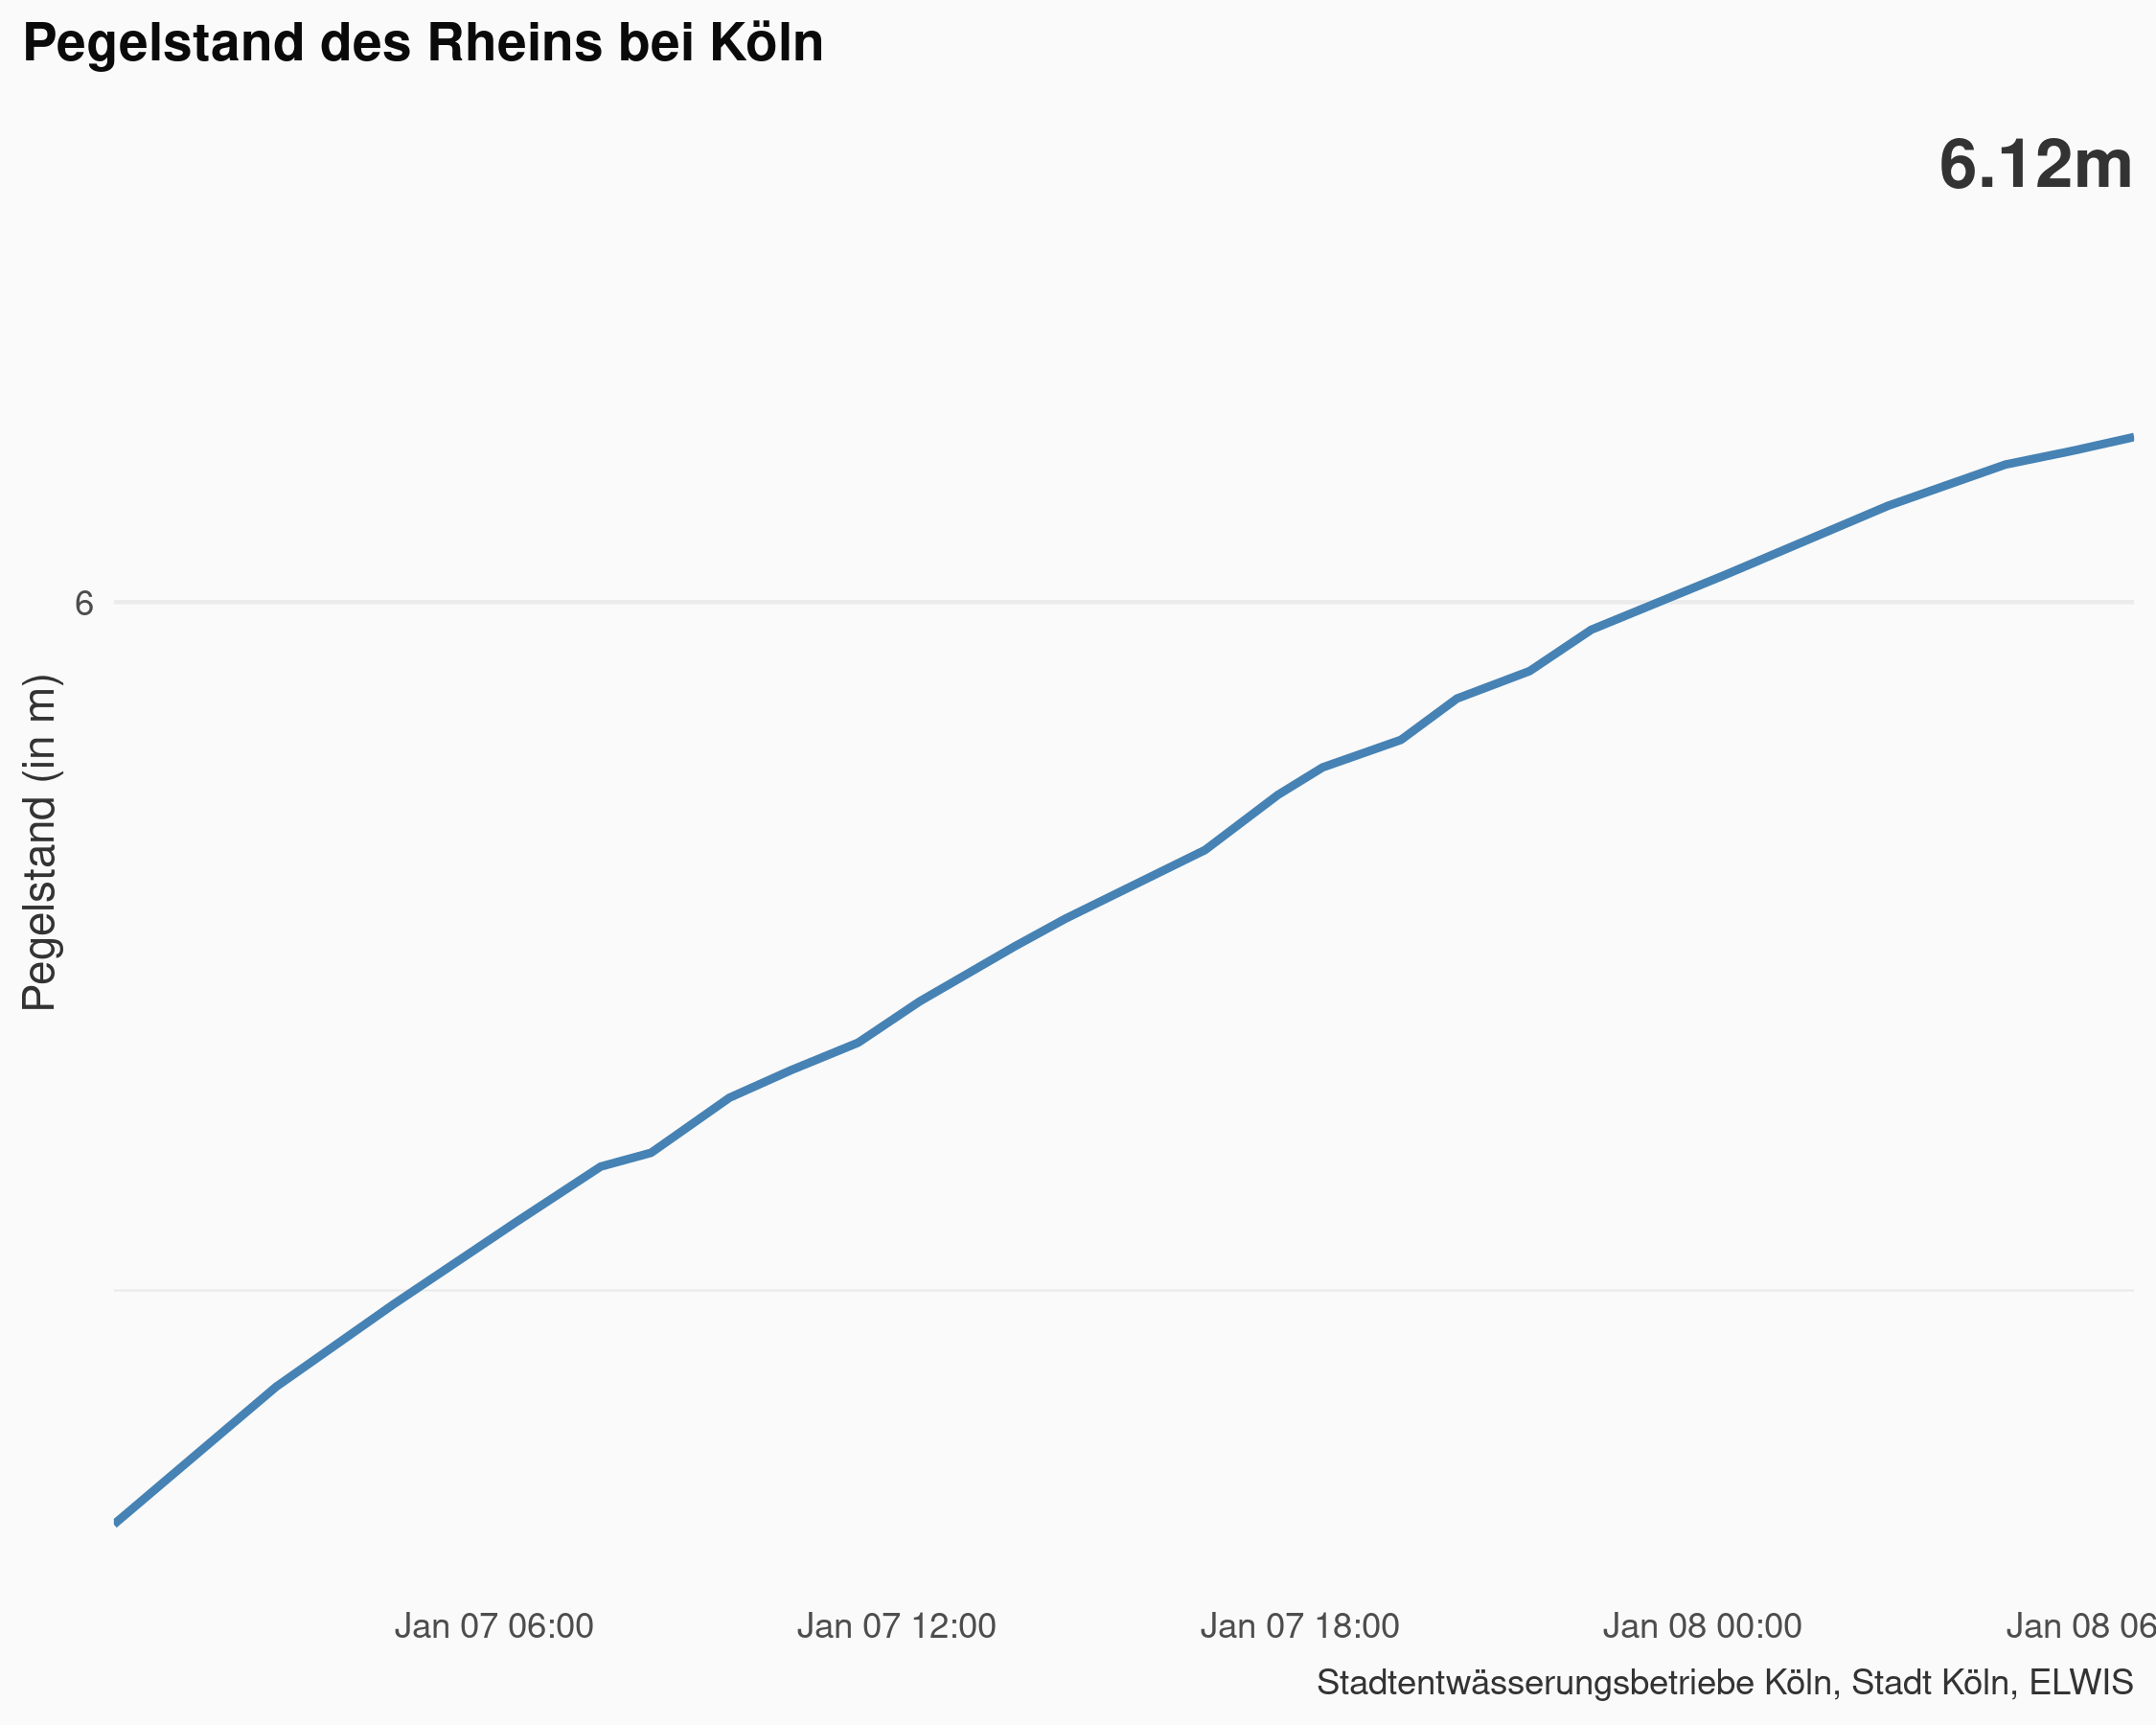 Pegelstand des Rheins bei Köln
6.12m
6
Pegelstand (in m)
Jan 07 06:00
Jan 07 12:00
Jan 07 18:00
Jan 08 00:00
Jan 08 06
Stadtentwässerungsbetriebe Köln, Stadt Köln, ELWIS